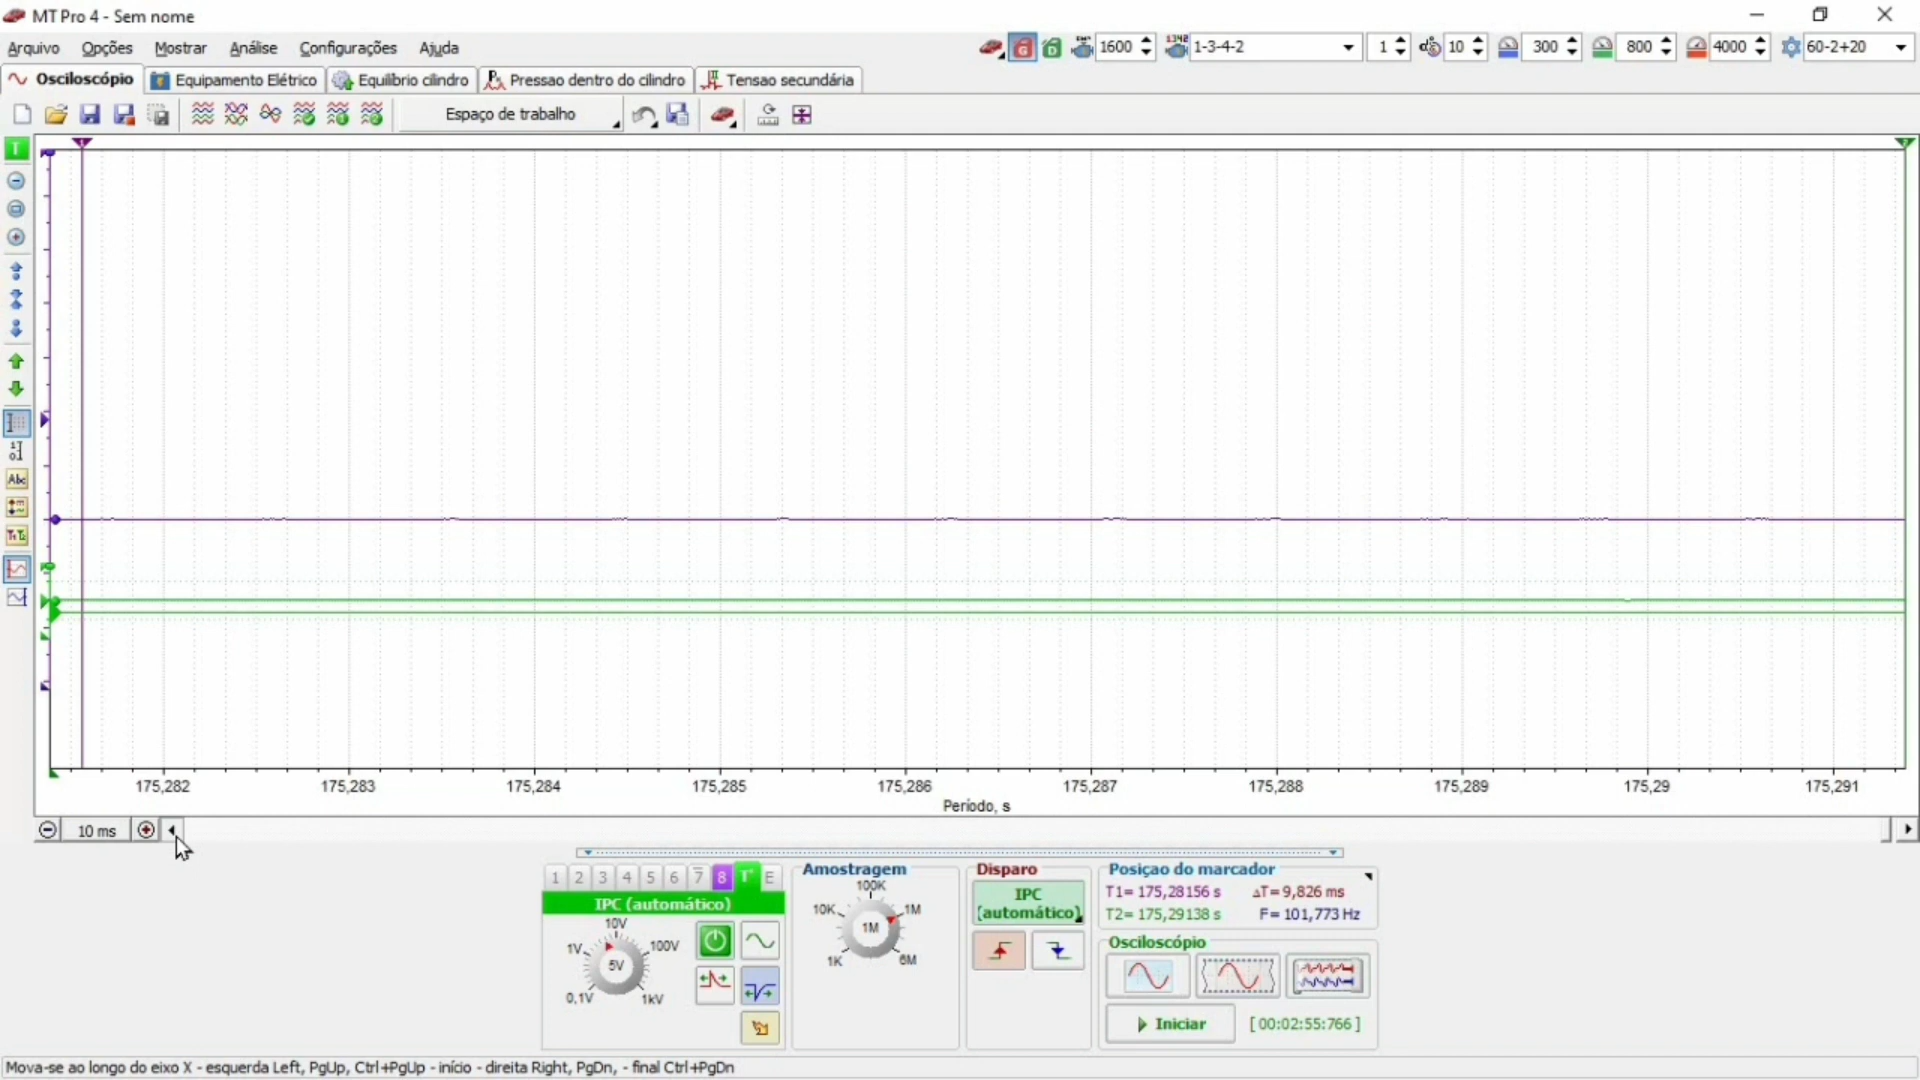 MT Pro 4 - Sem nome
Arquivo Opções Mostrar Análise Configurações Ajuda
1600 1-3-4-2 1 10 300 800 4000 60-2+20
Osciloscópio Equipamento Elétrico Equilibrio cilindro Pressao dentro do cilindro Tensao secundária
Espaço de trabalho
T
Abc
175,282 175,283 175,284 175,285 175,286 175,287 175,288 175,289 175,29 175,291
Período, s
10 ms
1 2 3 4 5 6 7 8 T E
IPC (automático)
10V
1V 100V
5V
0,1V 1kV
Amostragem
100K
10K 1M
1M
1K 6M
Disparo
IPC
(automático)
Posiçao do marcador
T1= 175,28156 s ΔT= 9,826 ms
T2= 175,29138 s F= 101,773 Hz
Osciloscópio
Iniciar [00:02:55:766]
Mova-se ao longo do eixo X - esquerda Left, PgUp, Ctrl+PgUp - início - direita Right, PgDn, - final Ctrl+PgDn